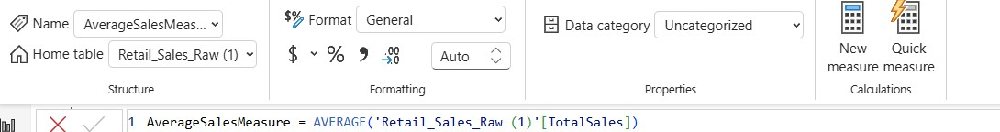 Name AverageSalesMeas... $% Format General Data category Uncategorized
Home table Retail_Sales_Raw (1) $ % , .00 →.0 Auto New measure Quick measure
Structure Formatting Properties Calculations
1 AverageSalesMeasure = AVERAGE('Retail_Sales_Raw (1)'[TotalSales])